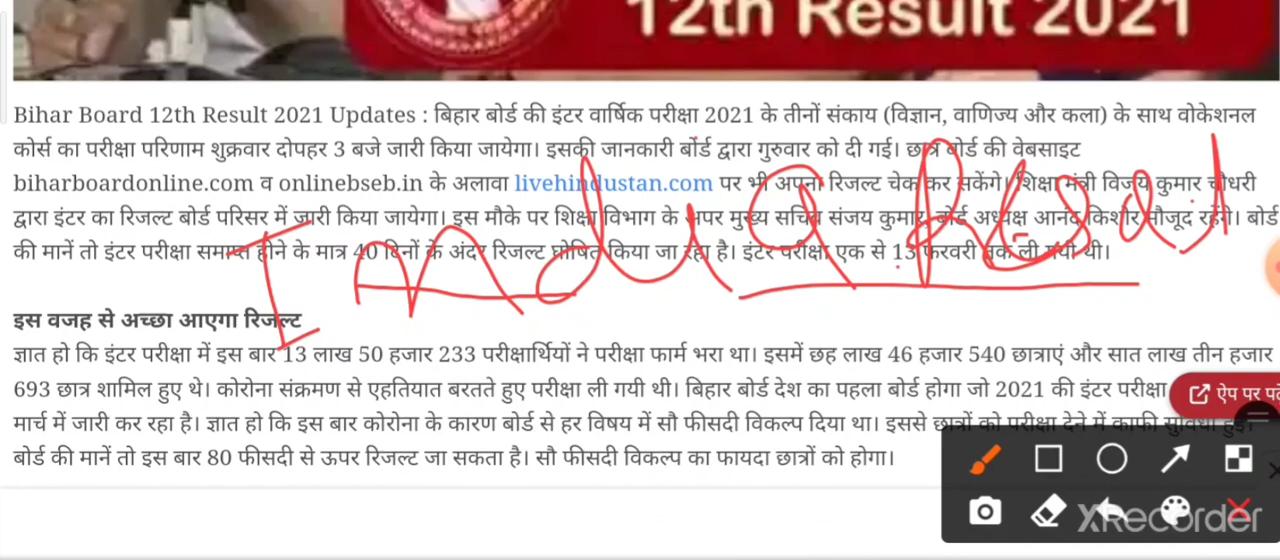 12th Result 2021
Bihar Board 12th Result 2021 Updates : बिहार बोर्ड की इंटर वार्षिक परीक्षा 2021 के तीनों संकाय (विज्ञान, वाणिज्य और कला) के साथ वोकेशनल
कोर्स का परीक्षा परिणाम शुक्रवार दोपहर 3 बजे जारी किया जायेगा। इसकी जानकारी बोर्ड द्वारा गुरुवार को दी गई। छात्र बोर्ड की वेबसाइट
biharboardonline.com व onlinebseb.in के अलावा livehindustan.com पर भी अपना रिजल्ट चेक कर सकेंगे। शिक्षा मंत्री विजय कुमार चौधरी
द्वारा इंटर का रिजल्ट बोर्ड परिसर में जारी किया जायेगा। इस मौके पर शिक्षा विभाग के अपर मुख्य सचिव संजय कुमार, बोर्ड अध्यक्ष आनंद किशोर मौजूद रहेंगे। बोर्ड
की मानें तो इंटर परीक्षा समाप्त होने के मात्र 40 दिनों के अंदर रिजल्ट घोषित किया जा रहा है। इंटर परीक्षा एक से 13 फरवरी तक ली गयी थी।
इस वजह से अच्छा आएगा रिजल्ट
ज्ञात हो कि इंटर परीक्षा में इस बार 13 लाख 50 हजार 233 परीक्षार्थियों ने परीक्षा फार्म भरा था। इसमें छह लाख 46 हजार 540 छात्राएं और सात लाख तीन हजार
693 छात्र शामिल हुए थे। कोरोना संक्रमण से एहतियात बरतते हुए परीक्षा ली गयी थी। बिहार बोर्ड देश का पहला बोर्ड होगा जो 2021 की इंटर परीक्षा
ऐप पर पढ़ें
मार्च में जारी कर रहा है। ज्ञात हो कि इस बार कोरोना के कारण बोर्ड से हर विषय में सौ फीसदी विकल्प दिया था। इससे छात्रों को परीक्षा देने में काफी सुविधा हुई।
बोर्ड की मानें तो इस बार 80 फीसदी से ऊपर रिजल्ट जा सकता है। सौ फीसदी विकल्प का फायदा छात्रों को होगा।
XRecorder